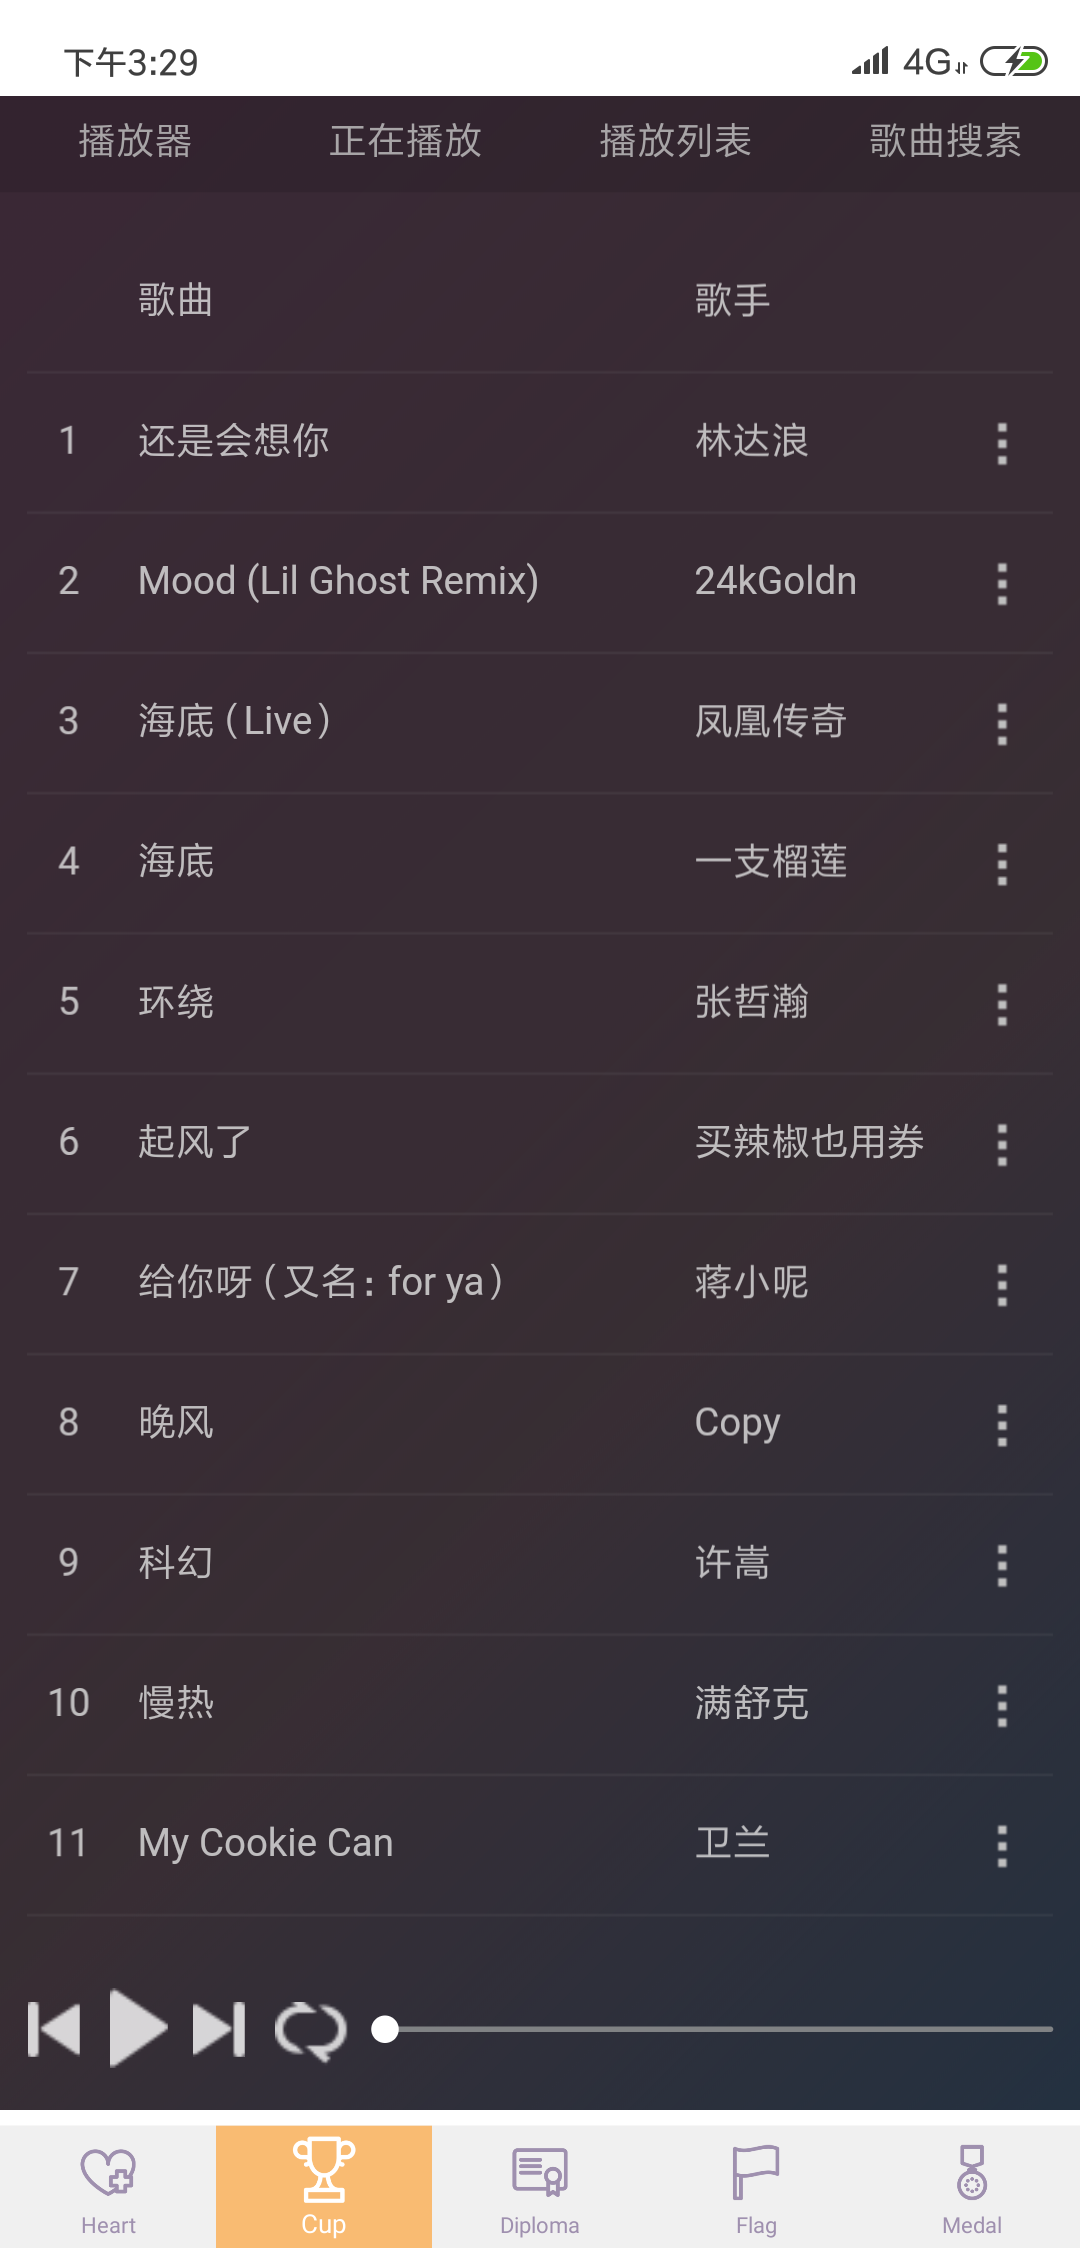 下午3:29 4G
播放器 正在播放 播放列表 歌曲搜索
歌曲 歌手
1 还是会想你 林达浪
2 Mood (Lil Ghost Remix) 24kGoldn
3 海底（Live） 凤凰传奇
4 海底 一支榴莲
5 环绕 张哲瀚
6 起风了 买辣椒也用券
7 给你呀（又名：for ya） 蒋小呢
8 晚风 Copy
9 科幻 许嵩
10 慢热 满舒克
11 My Cookie Can 卫兰
Heart Cup Diploma Flag Medal